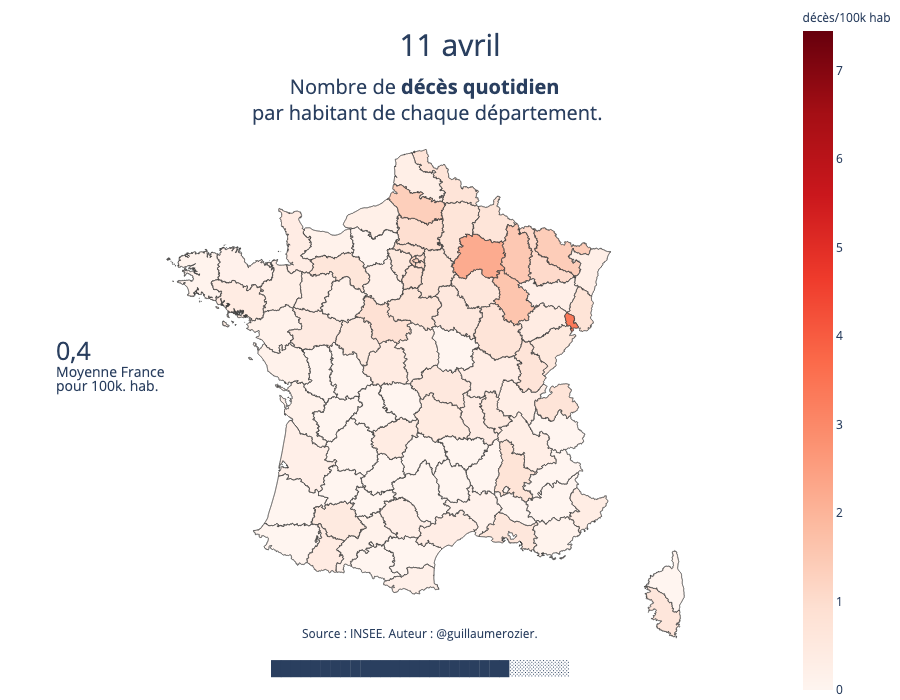 décès/100k hab
11 avril
Nombre de décès quotidien
par habitant de chaque département.
7
6
5
4
3
2
1
0
0,4
Moyenne France
pour 100k. hab.
Source : INSEE. Auteur : @guillaumerozier.